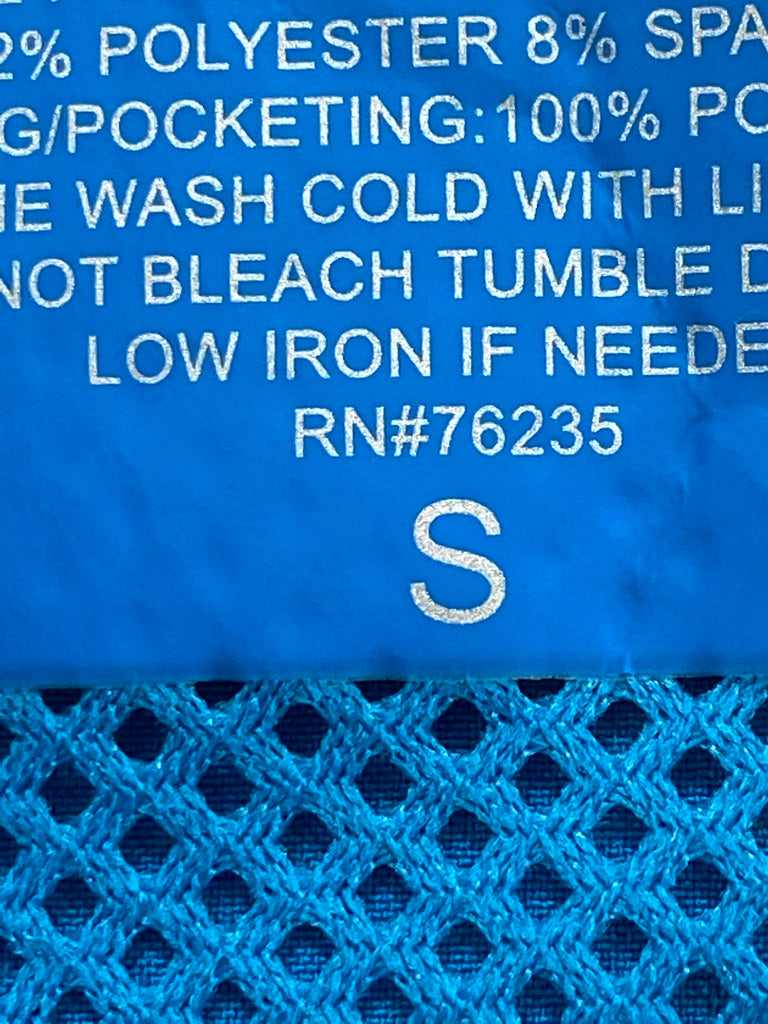 2% POLYESTER 8% SPA
G/POCKETING:100% PO
NE WASH COLD WITH LI
NOT BLEACH TUMBLE D
LOW IRON IF NEEDE
RN#76235
S